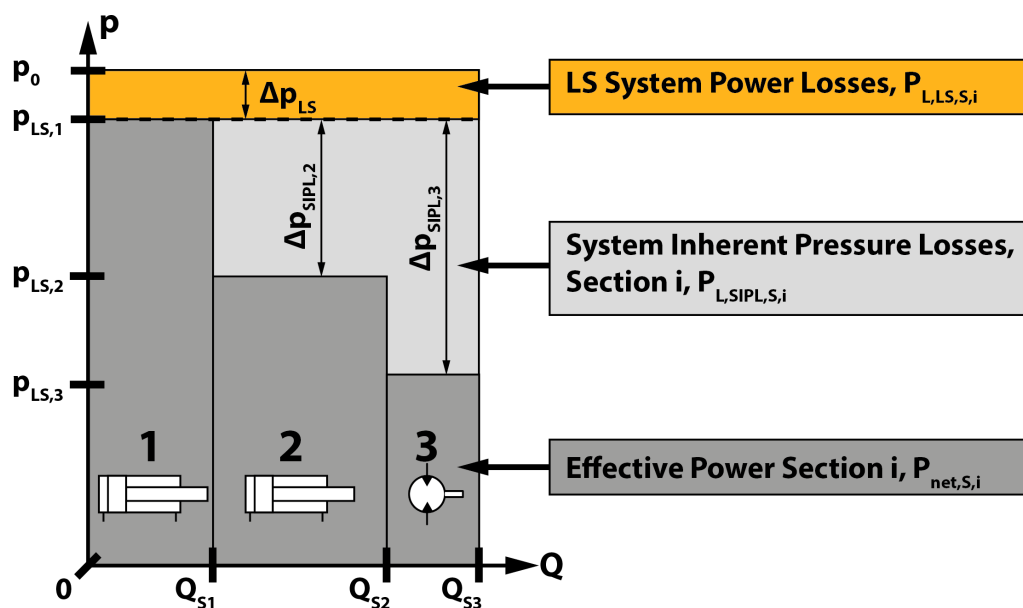 p
p0
ΔpLS
LS System Power Losses, PL,LS,S,i
pLS,1
ΔpSIPL,2
ΔpSIPL,3
System Inherent Pressure Losses,
Section i, PL,SIPL,S,i
pLS,2
pLS,3
1
2
3
Effective Power Section i, Pnet,S,i
0
QS1
QS2
QS3
Q